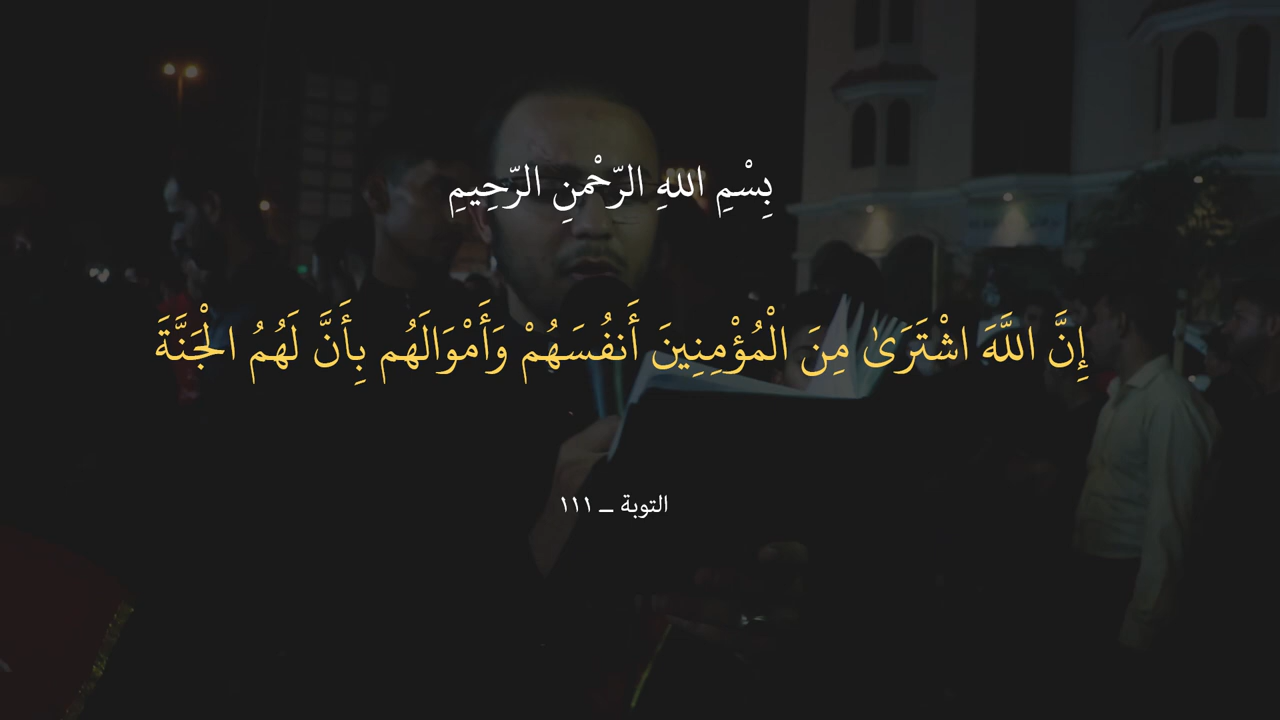 بِسْمِ اللهِ الرّحْمنِ الرّحِيمِ
إِنَّ اللَّهَ اشْتَرَىٰ مِنَ الْمُؤْمِنِينَ أَنفُسَهُمْ وَأَمْوَالَهُم بِأَنَّ لَهُمُ الْجَنَّةَ
التوبة – ١١١